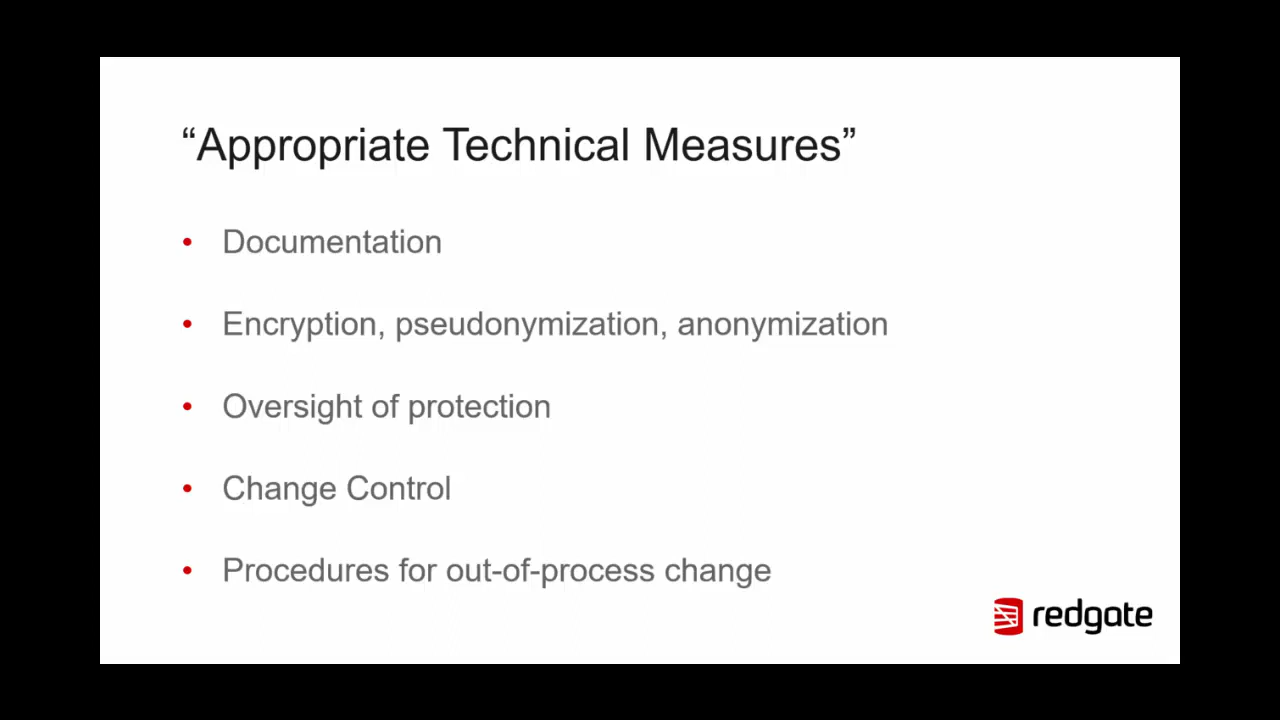 “Appropriate Technical Measures”
• Documentation
• Encryption, pseudonymization, anonymization
• Oversight of protection
• Change Control
• Procedures for out-of-process change
redgate